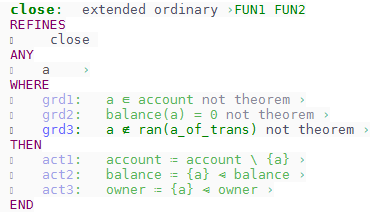 close: extended ordinary ›FUN1 FUN2
REFINES
close
ANY
a ›
WHERE
grd1: a ∈ account not theorem ›
grd2: balance(a) = 0 not theorem ›
grd3: a ∉ ran(a_of_trans) not theorem ›
THEN
act1: account ≔ account \ {a} ›
act2: balance ≔ {a} ⩤ balance ›
act3: owner ≔ {a} ⩤ owner ›
END